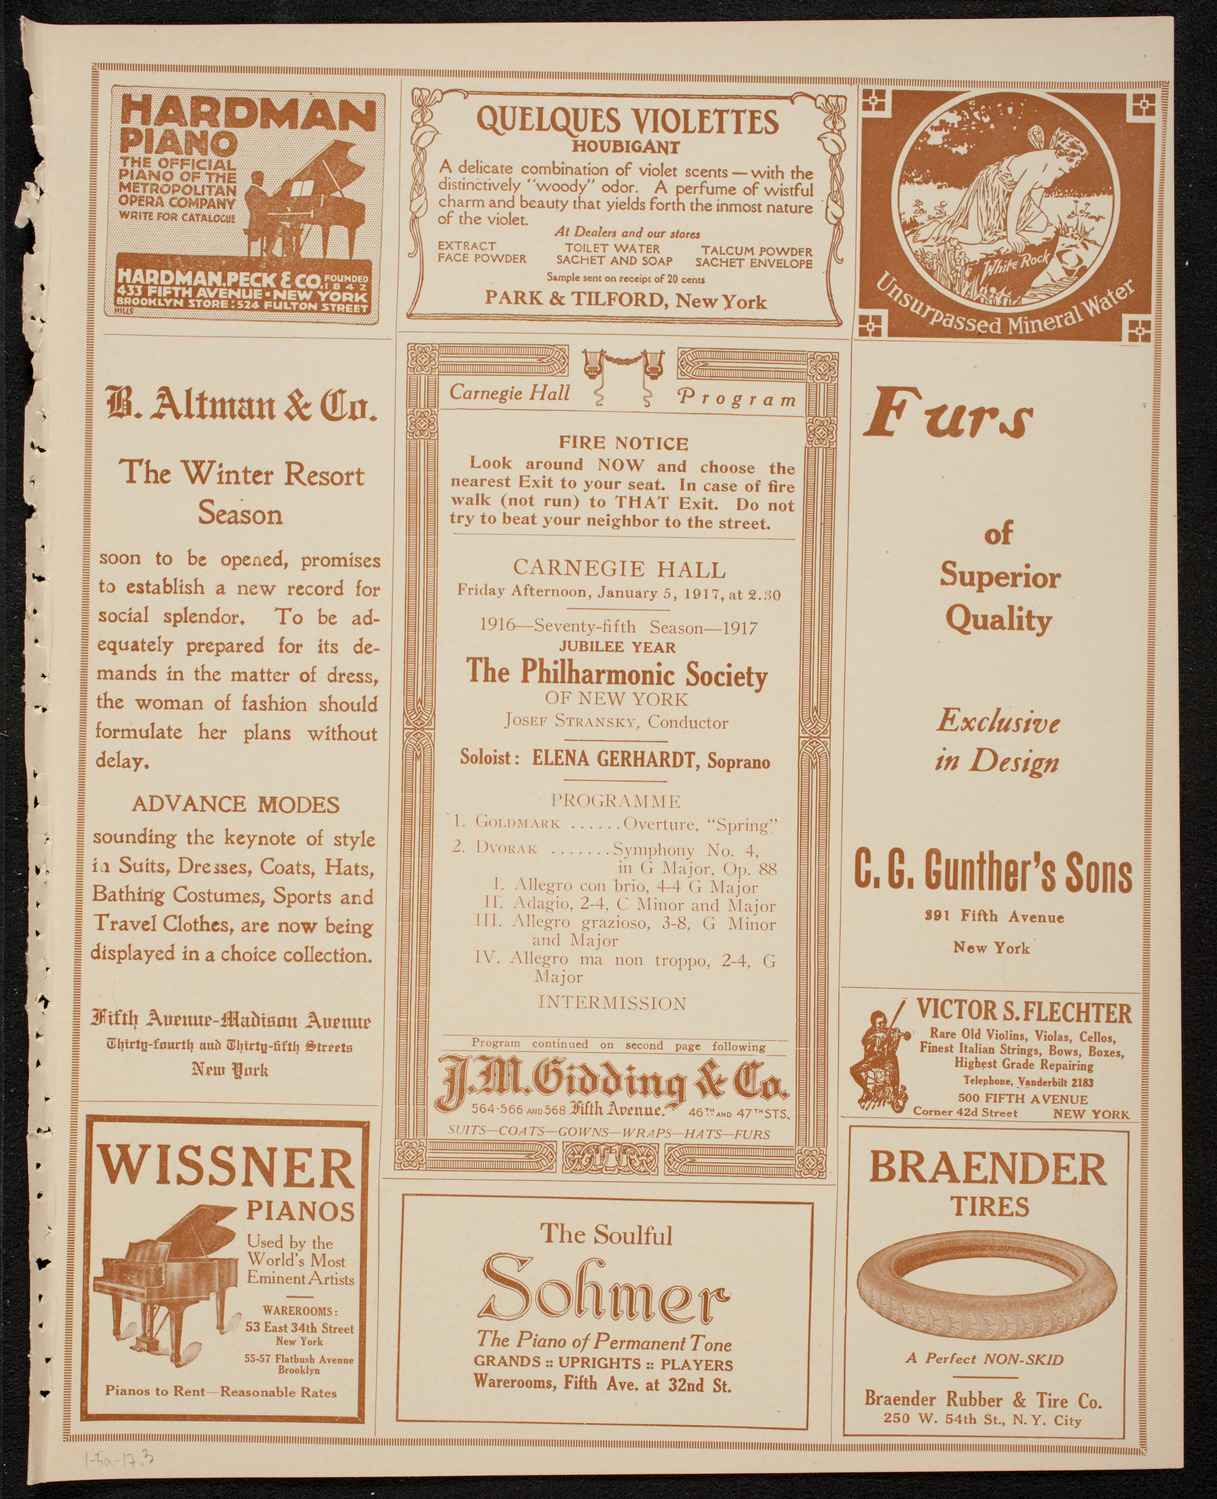 HARDMAN
PIANO
THE OFFICIAL
PIANO OF THE
METROPOLITAN
OPERA COMPANY
WRITE FOR CATALOGUE
HARDMAN, PECK & CO. FOUNDED 1842
433 FIFTH AVENUE • NEW YORK
BROOKLYN STORE: 524 FULTON STREET
HILLS
QUELQUES VIOLETTES
HOUBIGANT
A delicate combination of violet scents — with the
distinctively "woody" odor. A perfume of wistful
charm and beauty that yields forth the inmost nature
of the violet.
At Dealers and our stores
EXTRACT TOILET WATER TALCUM POWDER
FACE POWDER SACHET AND SOAP SACHET ENVELOPE
Sample sent on receipt of 20 cents
PARK & TILFORD, New York
White Rock
Unsurpassed Mineral Water
B. Altman & Co.
The Winter Resort
Season
soon to be opened, promises
to establish a new record for
social splendor. To be ad-
equately prepared for its de-
mands in the matter of dress,
the woman of fashion should
formulate her plans without
delay.
ADVANCE MODES
sounding the keynote of style
in Suits, Dresses, Coats, Hats,
Bathing Costumes, Sports and
Travel Clothes, are now being
displayed in a choice collection.
Fifth Avenue-Madison Avenue
Thirty-fourth and Thirty-fifth Streets
New York
WISSNER
PIANOS
Used by the
World's Most
Eminent Artists
WAREROOMS:
53 East 34th Street
New York
55-57 Flatbush Avenue
Brooklyn
Pianos to Rent—Reasonable Rates
Carnegie Hall Program
FIRE NOTICE
Look around NOW and choose the
nearest Exit to your seat. In case of fire
walk (not run) to THAT Exit. Do not
try to beat your neighbor to the street.
CARNEGIE HALL
Friday Afternoon, January 5, 1917, at 2.30
1916—Seventy-fifth Season—1917
JUBILEE YEAR
The Philharmonic Society
OF NEW YORK
JOSEF STRANSKY, Conductor
Soloist: ELENA GERHARDT, Soprano
PROGRAMME
1. GOLDMARK ......Overture, "Spring"
2. DVORAK .......Symphony No. 4,
in G Major, Op. 88
I. Allegro con brio, 4-4 G Major
II. Adagio, 2-4, C Minor and Major
III. Allegro grazioso, 3-8, G Minor
and Major
IV. Allegro ma non troppo, 2-4, G
Major
INTERMISSION
Program continued on second page following
J. M. Gidding & Co.
564-566 AND 568 Fifth Avenue. 46TH AND 47TH STS.
SUITS—COATS—GOWNS—WRAPS—HATS—FURS
The Soulful
Sohmer
The Piano of Permanent Tone
GRANDS :: UPRIGHTS :: PLAYERS
Warerooms, Fifth Ave. at 32nd St.
Furs
of
Superior
Quality
Exclusive
in Design
C. G. Gunther's Sons
391 Fifth Avenue
New York
VICTOR S. FLECHTER
Rare Old Violins, Violas, Cellos,
Finest Italian Strings, Bows, Boxes,
Highest Grade Repairing
Telephone, Vanderbilt 2183
500 FIFTH AVENUE
Corner 42d Street NEW YORK
BRAENDER
TIRES
A Perfect NON-SKID
Braender Rubber & Tire Co.
250 W. 54th St., N. Y. City
1-5a-17.3